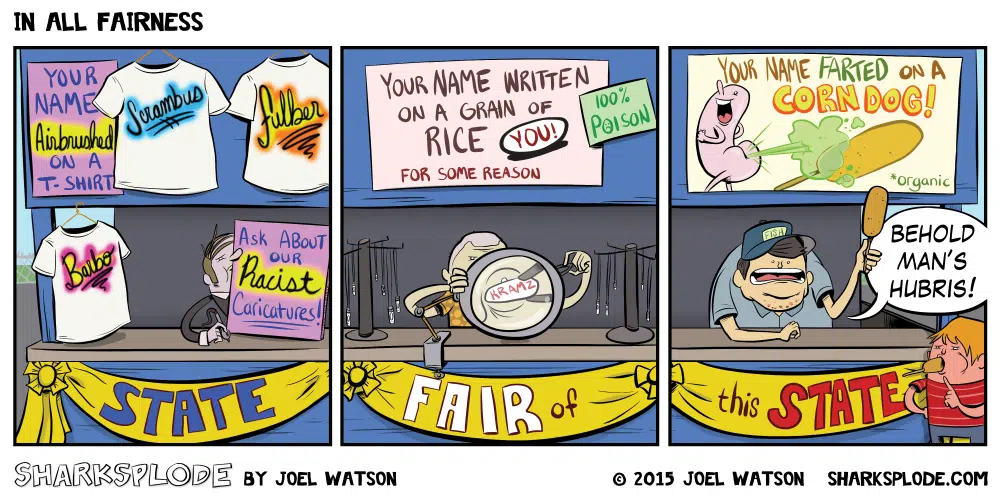 IN ALL FAIRNESS
YOUR
NAME
Airbrushed
ON A
T-SHIRT
Scrambus
Fulber
Barbo
ASK ABOUT
OUR
Racist
Caricatures!
STATE
YOUR NAME WRITTEN
ON A GRAIN OF
RICE YOU!
FOR SOME REASON
100%
POISON
KRAMZ
FAIR of
YOUR NAME FARTED ON A
CORN DOG!
*organic
FISH
BEHOLD
MAN'S
HUBRIS!
this STATE
SHARKSPLODE BY JOEL WATSON
© 2015 JOEL WATSON SHARKSPLODE.COM